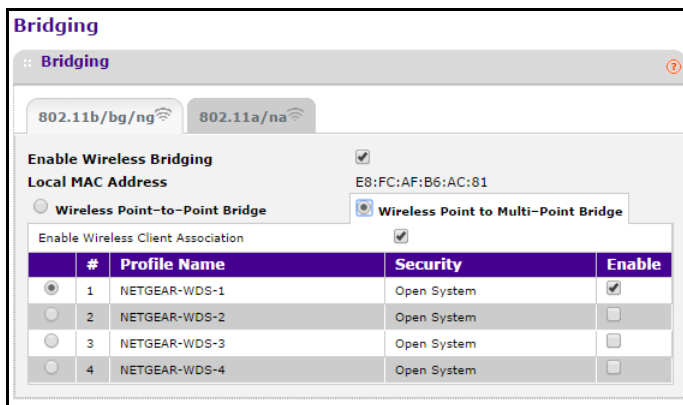 Bridging
:: Bridging ?
802.11b/bg/ng 802.11a/na
Enable Wireless Bridging
Local MAC Address E8:FC:AF:B6:AC:81
Wireless Point-to-Point Bridge Wireless Point to Multi-Point Bridge
Enable Wireless Client Association
# Profile Name Security Enable
1 NETGEAR-WDS-1 Open System
2 NETGEAR-WDS-2 Open System
3 NETGEAR-WDS-3 Open System
4 NETGEAR-WDS-4 Open System